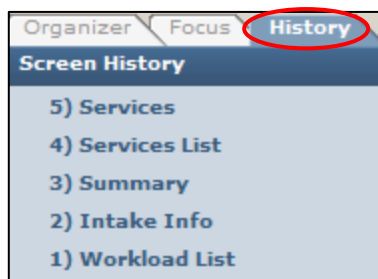 Organizer Focus History
Screen History
5) Services
4) Services List
3) Summary
2) Intake Info
1) Workload List